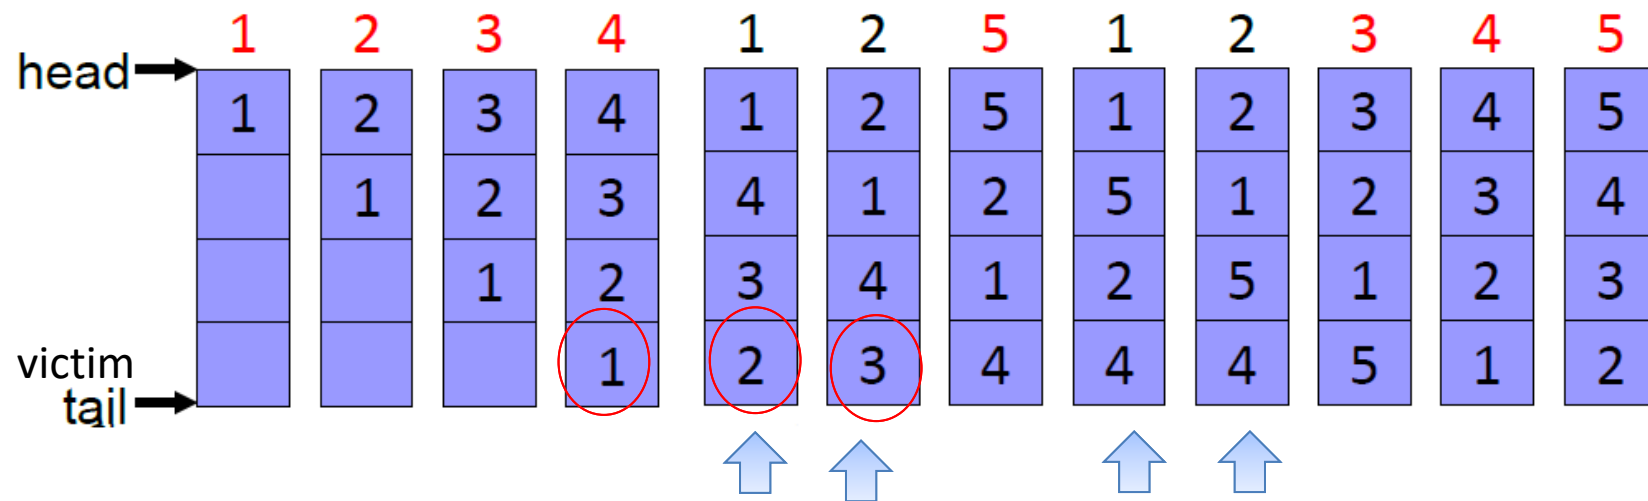 1 2 3 4 1 2 5 1 2 3 4 5
head
1 2 3 4 1 2 5 1 2 3 4 5
1 2 3 4 1 2 5 1 2 3 4
1 2 3 4 1 2 5 1 2 3
victim 1 2 3 4 4 4 5 1 2
tail